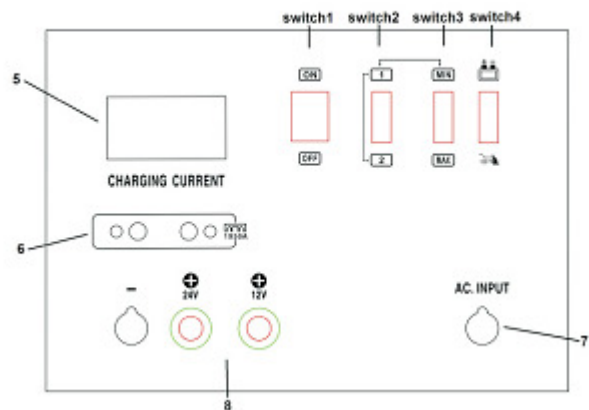 switch1 switch2 switch3 switch4
ON 1 MIN
5
OFF 2 MAX
CHARGING CURRENT
6
- 24V 12V AC. INPUT
7
8